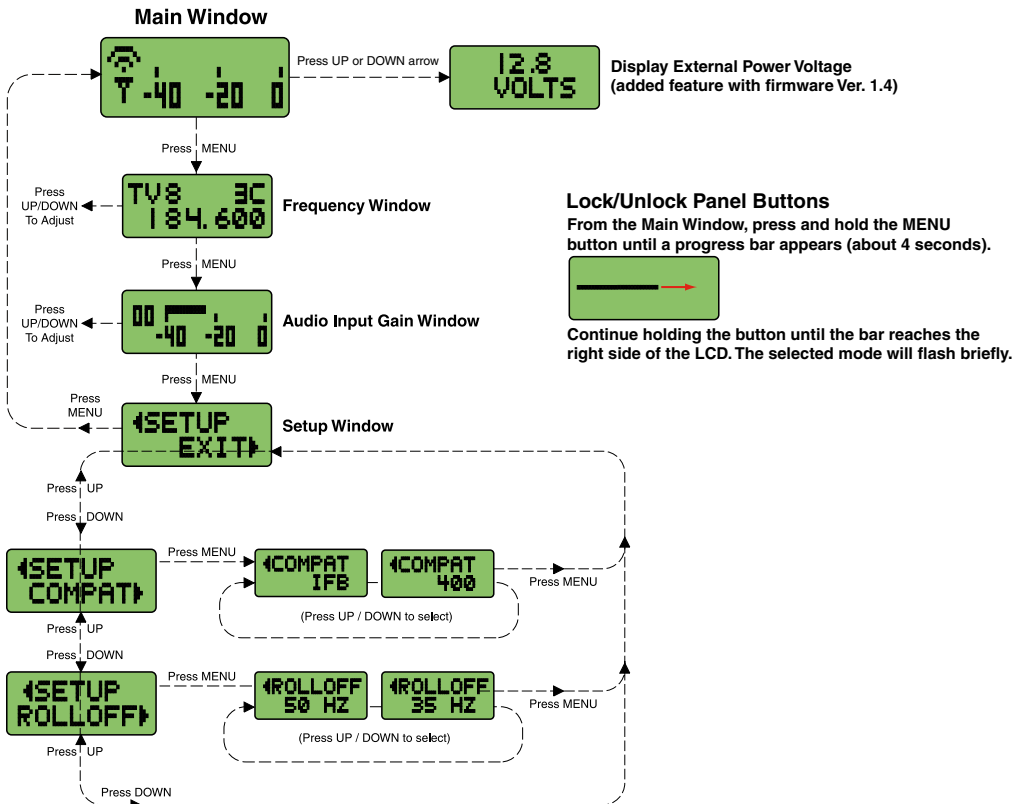 Main Window
-40 -20 0
Press UP or DOWN arrow
12.8
VOLTS
Display External Power Voltage
(added feature with firmware Ver. 1.4)
Press MENU
Press
UP/DOWN
To Adjust
TV8 3C
184.600
Frequency Window
Lock/Unlock Panel Buttons
From the Main Window, press and hold the MENU
button until a progress bar appears (about 4 seconds).
Continue holding the button until the bar reaches the
right side of the LCD. The selected mode will flash briefly.
Press MENU
Press
UP/DOWN
To Adjust
00
-40 -20 0
Audio Input Gain Window
Press MENU
Press
MENU
SETUP
EXIT
Setup Window
Press UP
Press DOWN
SETUP
COMPAT
Press MENU
COMPAT
IFB
COMPAT
400
Press MENU
(Press UP / DOWN to select)
Press UP
Press DOWN
SETUP
ROLLOFF
Press MENU
ROLLOFF
50 HZ
ROLLOFF
35 HZ
Press MENU
(Press UP / DOWN to select)
Press UP
Press DOWN